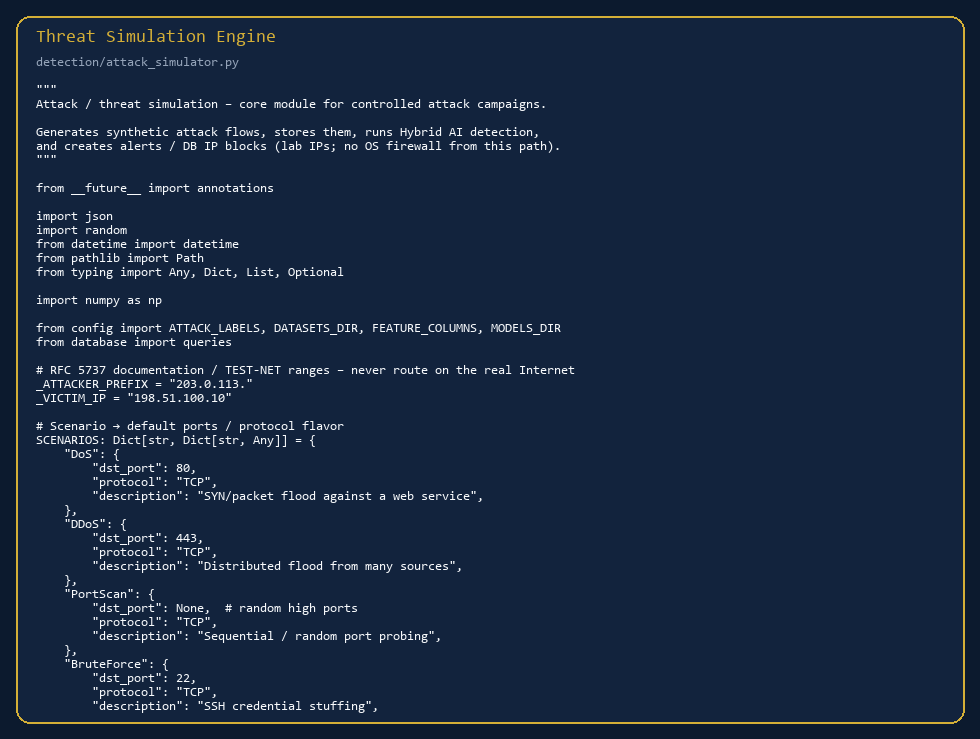 Threat Simulation Engine
detection/attack_simulator.py
"""
Attack / threat simulation – core module for controlled attack campaigns.

Generates synthetic attack flows, stores them, runs Hybrid AI detection,
and creates alerts / DB IP blocks (lab IPs; no OS firewall from this path).
"""

from __future__ import annotations

import json
import random
from datetime import datetime
from pathlib import Path
from typing import Any, Dict, List, Optional

import numpy as np

from config import ATTACK_LABELS, DATASETS_DIR, FEATURE_COLUMNS, MODELS_DIR
from database import queries

# RFC 5737 documentation / TEST-NET ranges – never route on the real Internet
_ATTACKER_PREFIX = "203.0.113."
_VICTIM_IP = "198.51.100.10"

# Scenario → default ports / protocol flavor
SCENARIOS: Dict[str, Dict[str, Any]] = {
    "DoS": {
        "dst_port": 80,
        "protocol": "TCP",
        "description": "SYN/packet flood against a web service",
    },
    "DDoS": {
        "dst_port": 443,
        "protocol": "TCP",
        "description": "Distributed flood from many sources",
    },
    "PortScan": {
        "dst_port": None,  # random high ports
        "protocol": "TCP",
        "description": "Sequential / random port probing",
    },
    "BruteForce": {
        "dst_port": 22,
        "protocol": "TCP",
        "description": "SSH credential stuffing",